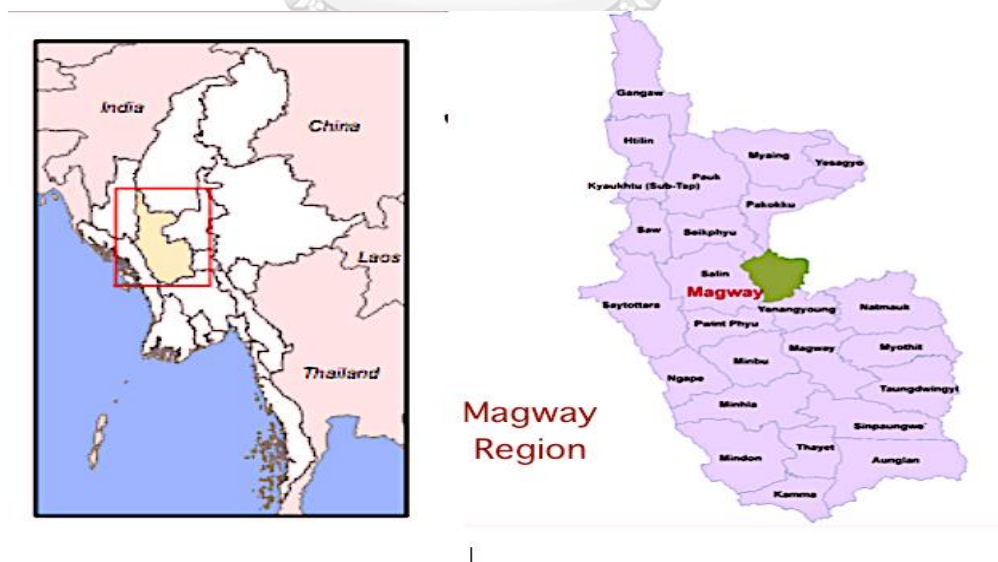 India
China
Laos
Thailand
Gangaw
Htilin
Myaing
Yesagyo
Pauk
Kyaukhtu (Sub-Tsp)
Pakokku
Saw
Seikphyu
Salin
Magway
Saytottara
Yenangyoung
Natmauk
Pwint Phyu
Magway
Myothit
Minbu
Ngape
Taungdwingyi
Minhla
Sinpaungwe
Magway
Region
Mindon
Thayet
Aunglan
Kamma